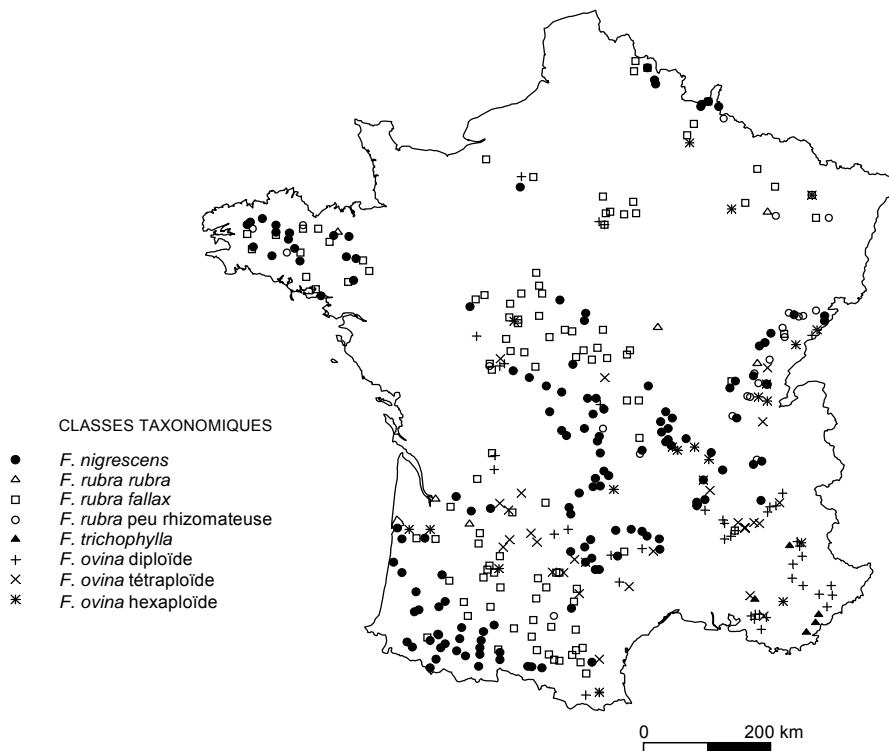 CLASSES TAXONOMIQUES
F. nigrescens
F. rubra rubra
F. rubra fallax
F. rubra peu rhizomateuse
F. trichophylla
F. ovina diploïde
F. ovina tétraploïde
F. ovina hexaploïde
0 200 km